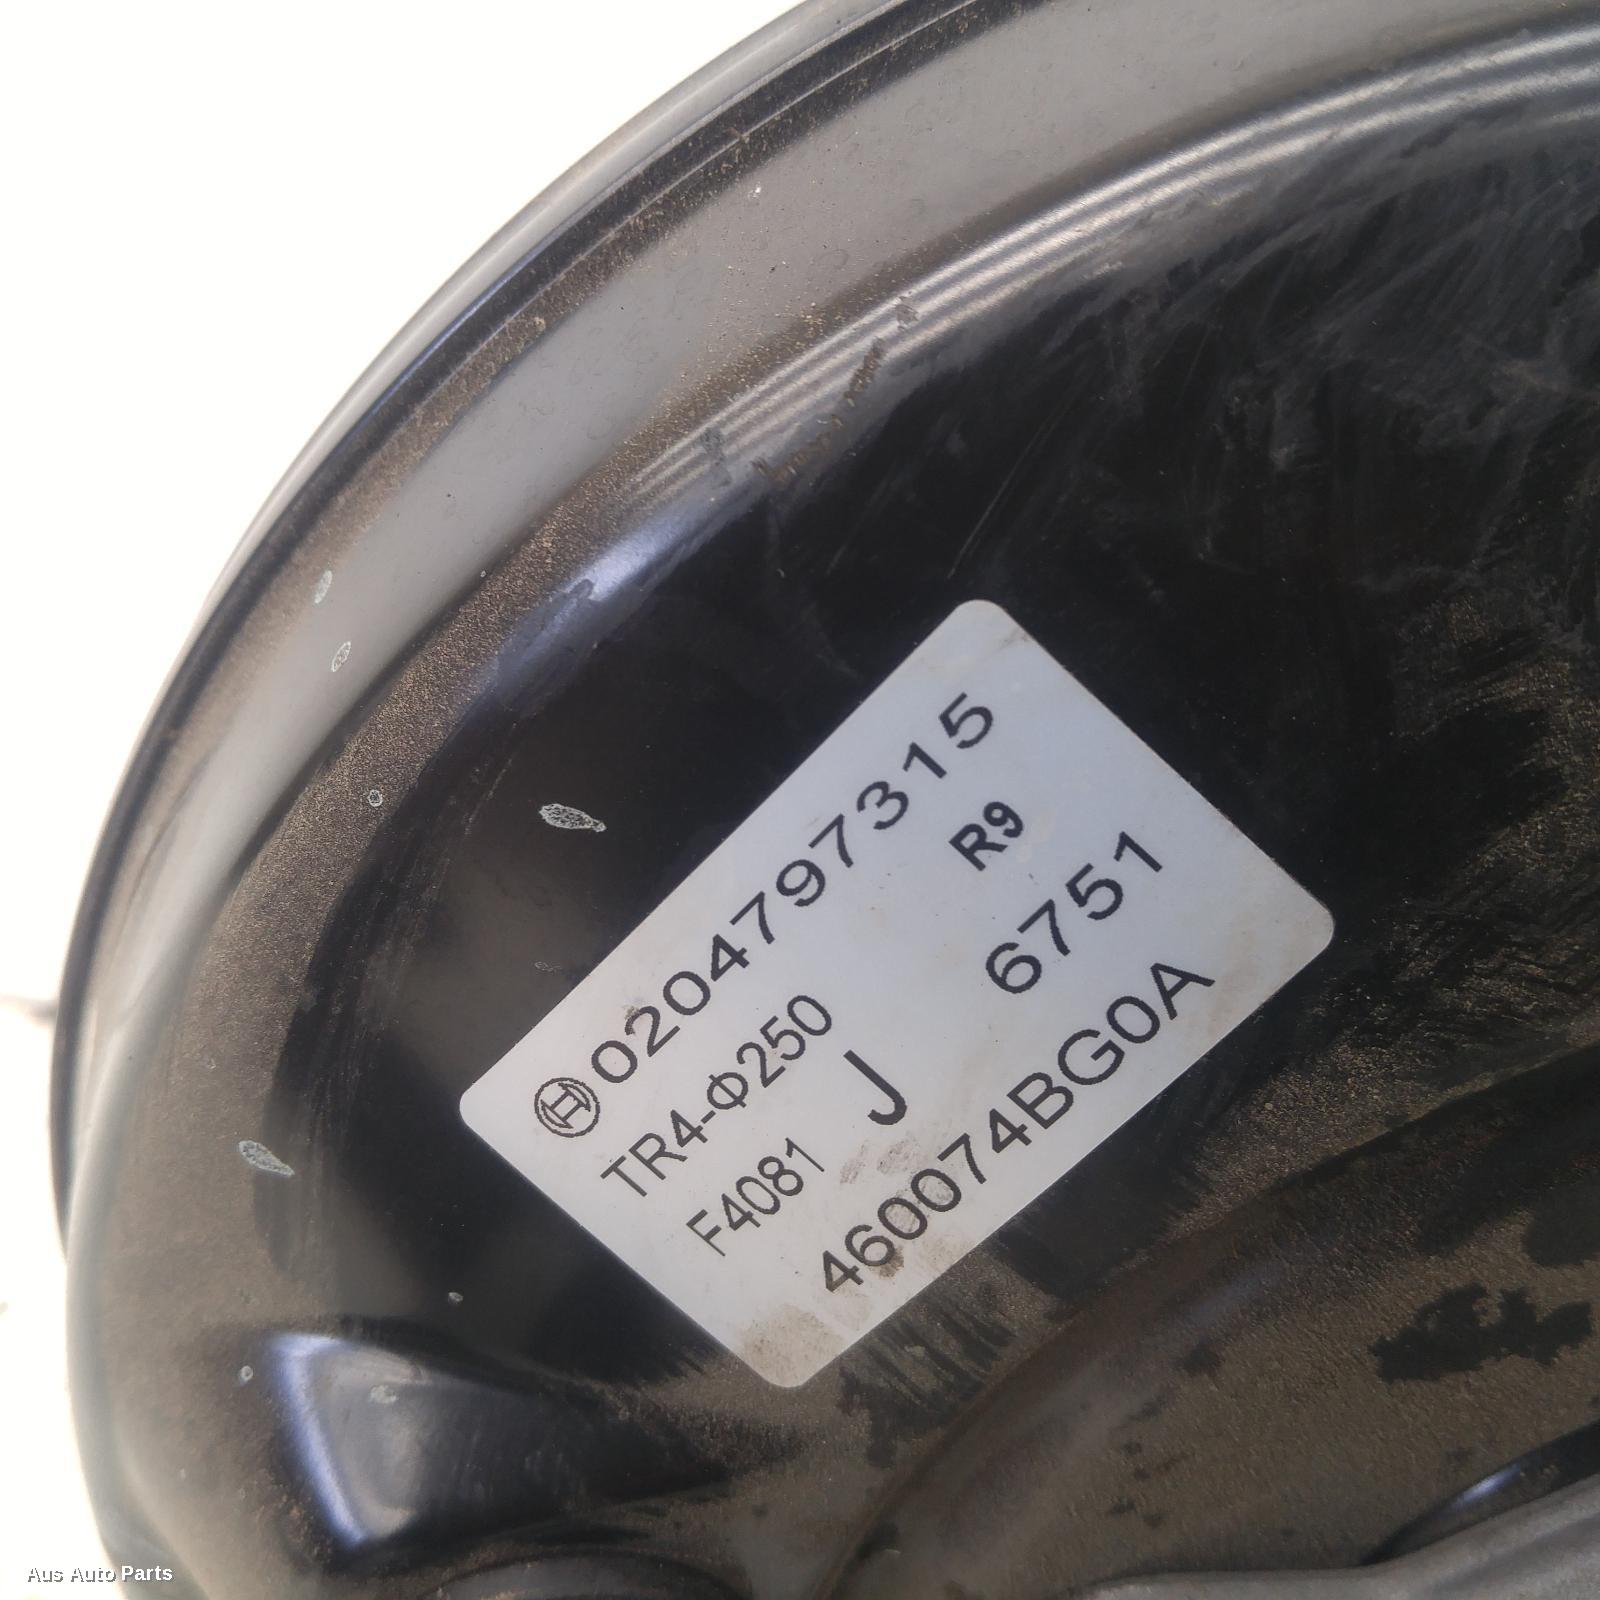 0204797315
TR4-Φ250 R9
F4081 J 6751
460074BG0A
Aus Auto Parts